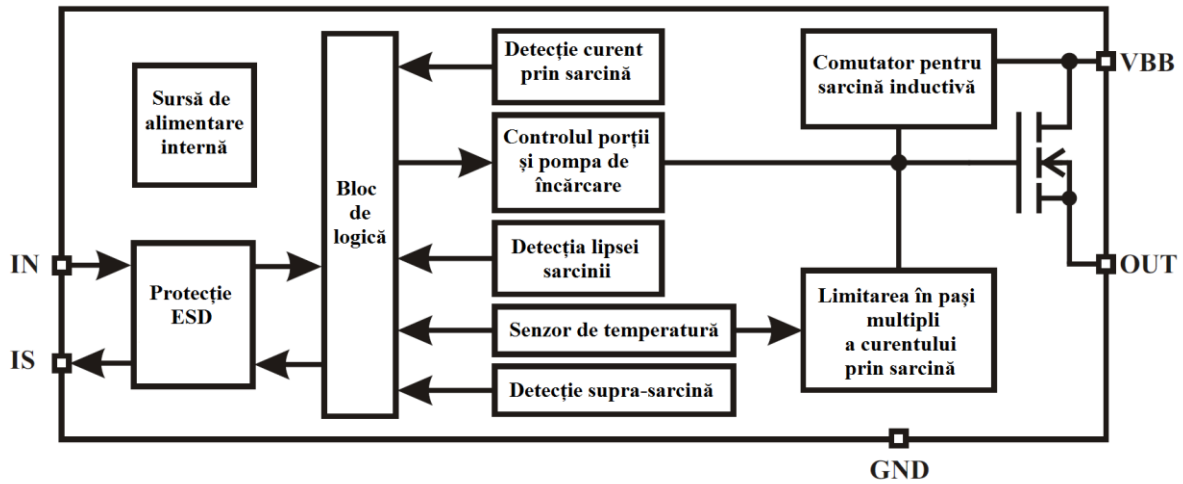 Sursă de
alimentare
internă
IN
IS
Protecție
ESD
Bloc
de
logică
Detecție curent
prin sarcină
Controlul porții
și pompa de
încărcare
Detecția lipsei
sarcinii
Senzor de temperatură
Detecție supra-sarcină
Comutator pentru
sarcină inductivă
Limitarea în pași
multipli
a curentului
prin sarcină
VBB
OUT
GND